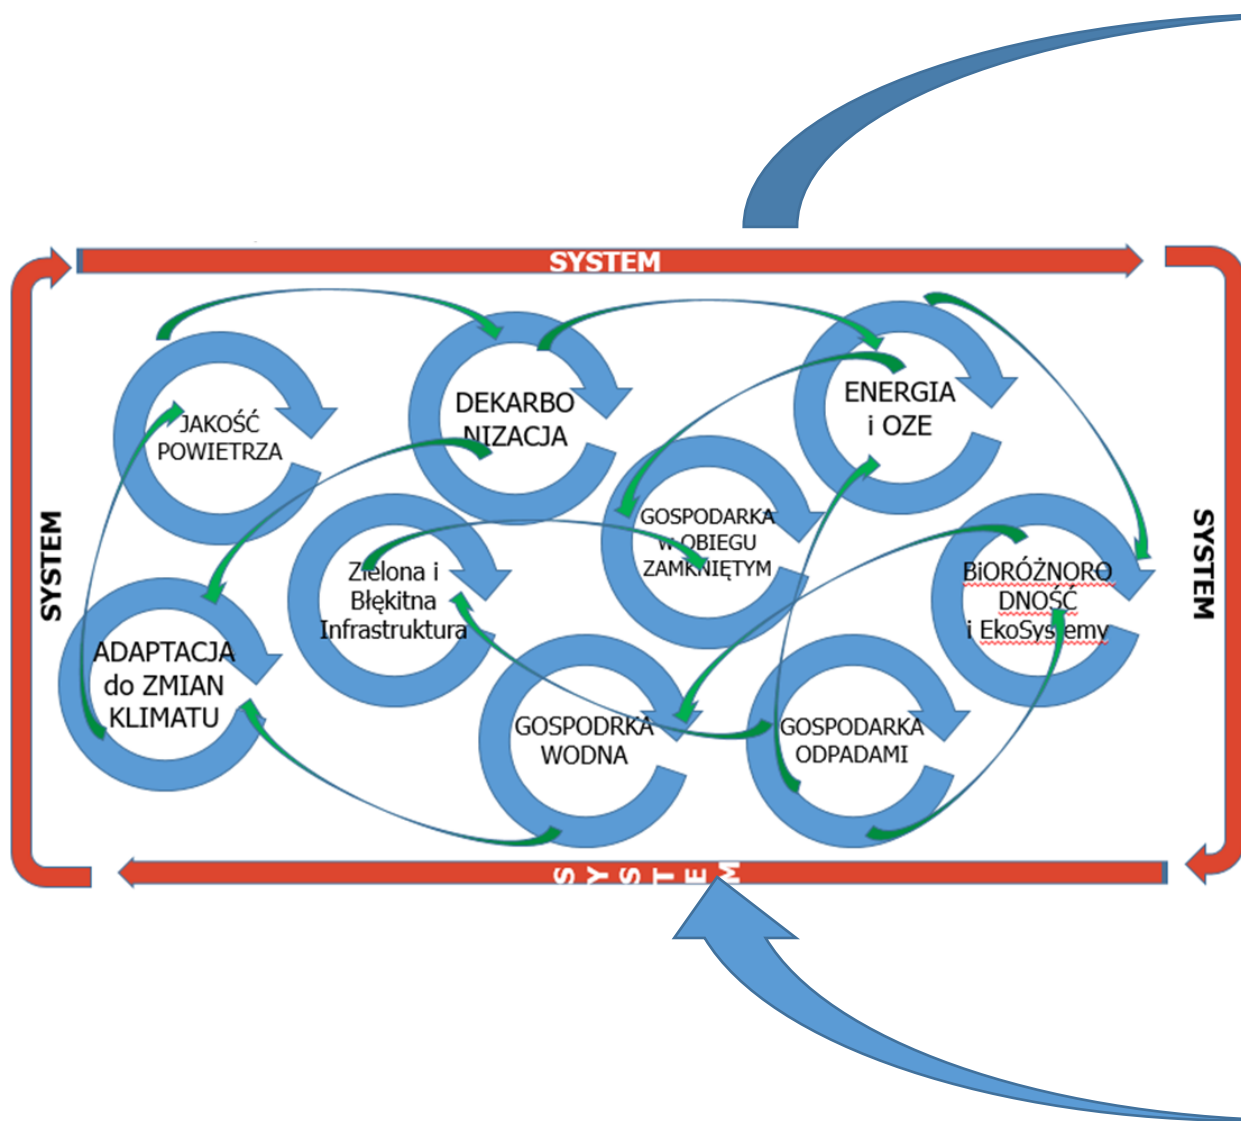 SYSTEM
JAKOŚĆ
POWIETRZA
DEKARBO
NIZACJA
ENERGIA
i OZE
GOSPODARKA
w OBIEGU
ZAMKNIĘTYM
SYSTEM
SYSTEM
Zielona i
Błękitna
Infrastruktura
BiORÓŻNORO
DNOŚĆ
i EkoSystemy
ADAPTACJA
do ZMIAN
KLIMATU
GOSPODRKA
WODNA
GOSPODARKA
ODPADAMI
SYSTEM